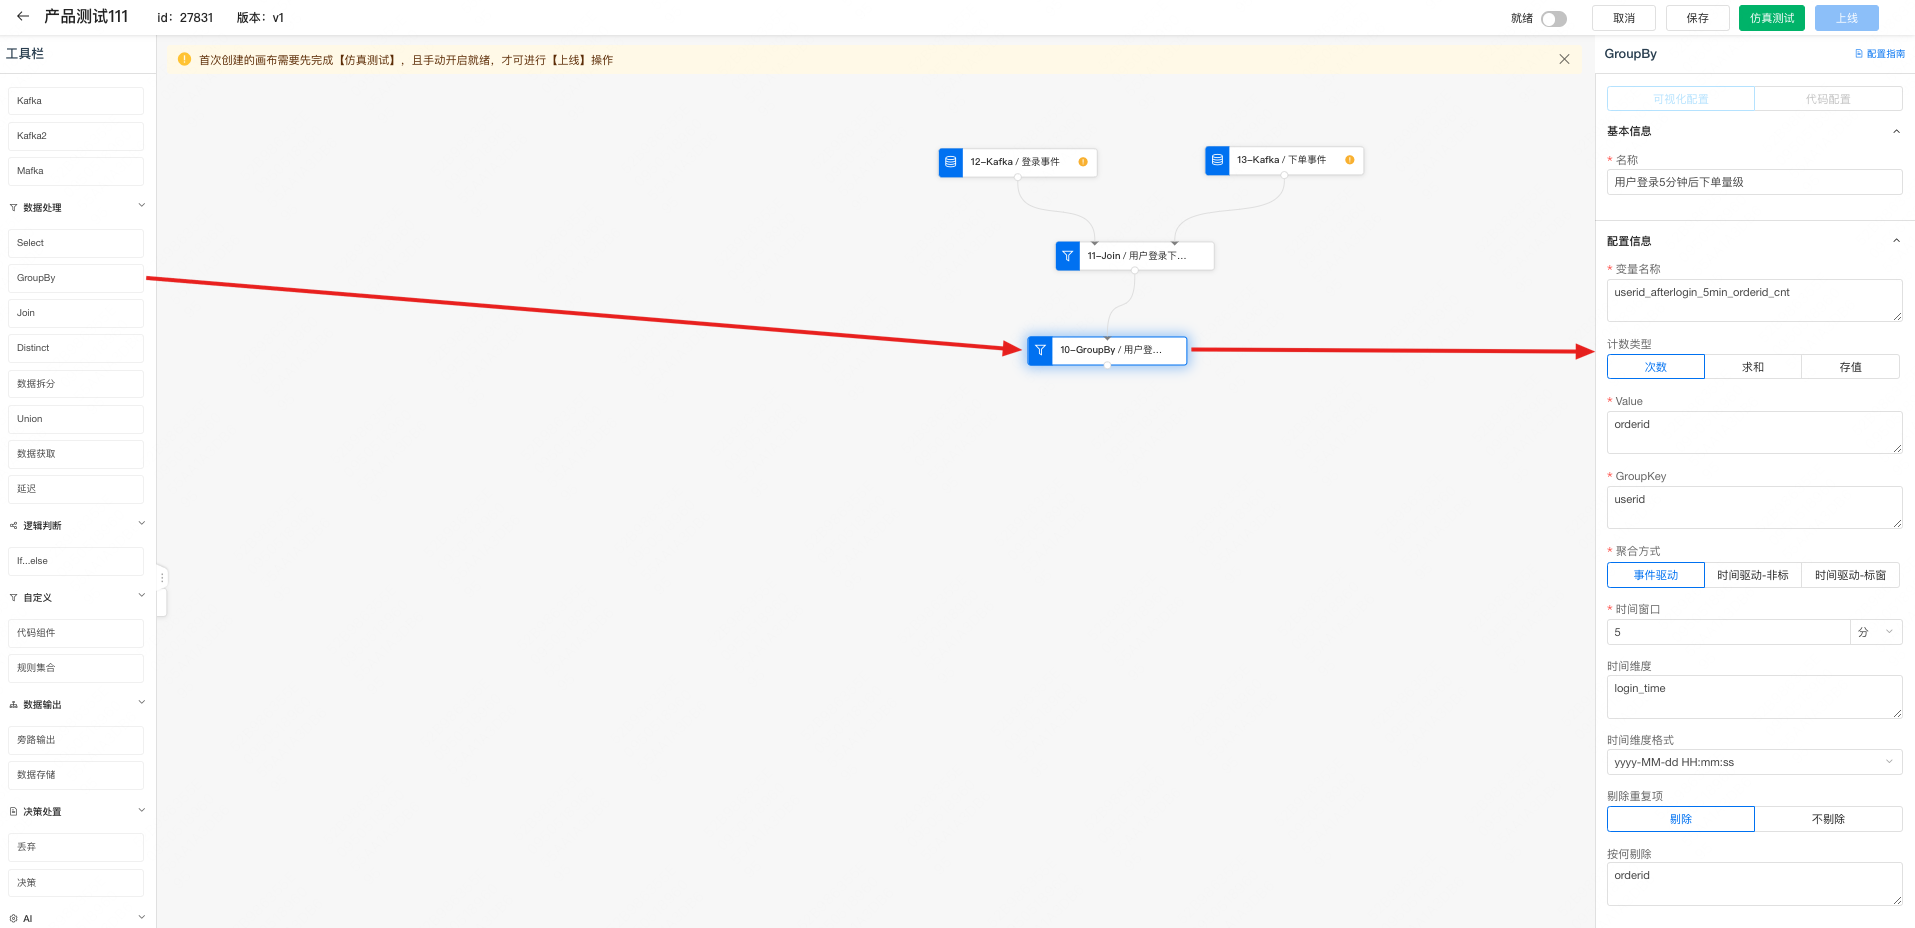 产品测试111
id：27831
版本：v1
就绪
取消
保存
仿真测试
上线
工具栏
Kafka
Kafka2
Mafka
数据处理
Select
GroupBy
Join
Distinct
数据拆分
Union
数据获取
延迟
逻辑判断
If...else
自定义
代码组件
规则集合
数据输出
旁路输出
数据存储
决策处置
丢弃
决策
AI
首次创建的画布需要先完成【仿真测试】，且手动开启就绪，才可进行【上线】操作
12-Kafka / 登录事件
13-Kafka / 下单事件
11-Join / 用户登录下...
10-GroupBy / 用户登...
GroupBy
配置指南
可视化配置
代码配置
基本信息
* 名称
用户登录5分钟后下单量级
配置信息
* 变量名称
userid_afterlogin_5min_orderid_cnt
计数类型
次数
求和
存值
* Value
orderid
* GroupKey
userid
* 聚合方式
事件驱动
时间驱动-非标
时间驱动-标窗
* 时间窗口
5
分
时间维度
login_time
时间维度格式
yyyy-MM-dd HH:mm:ss
剔除重复项
剔除
不剔除
按何剔除
orderid